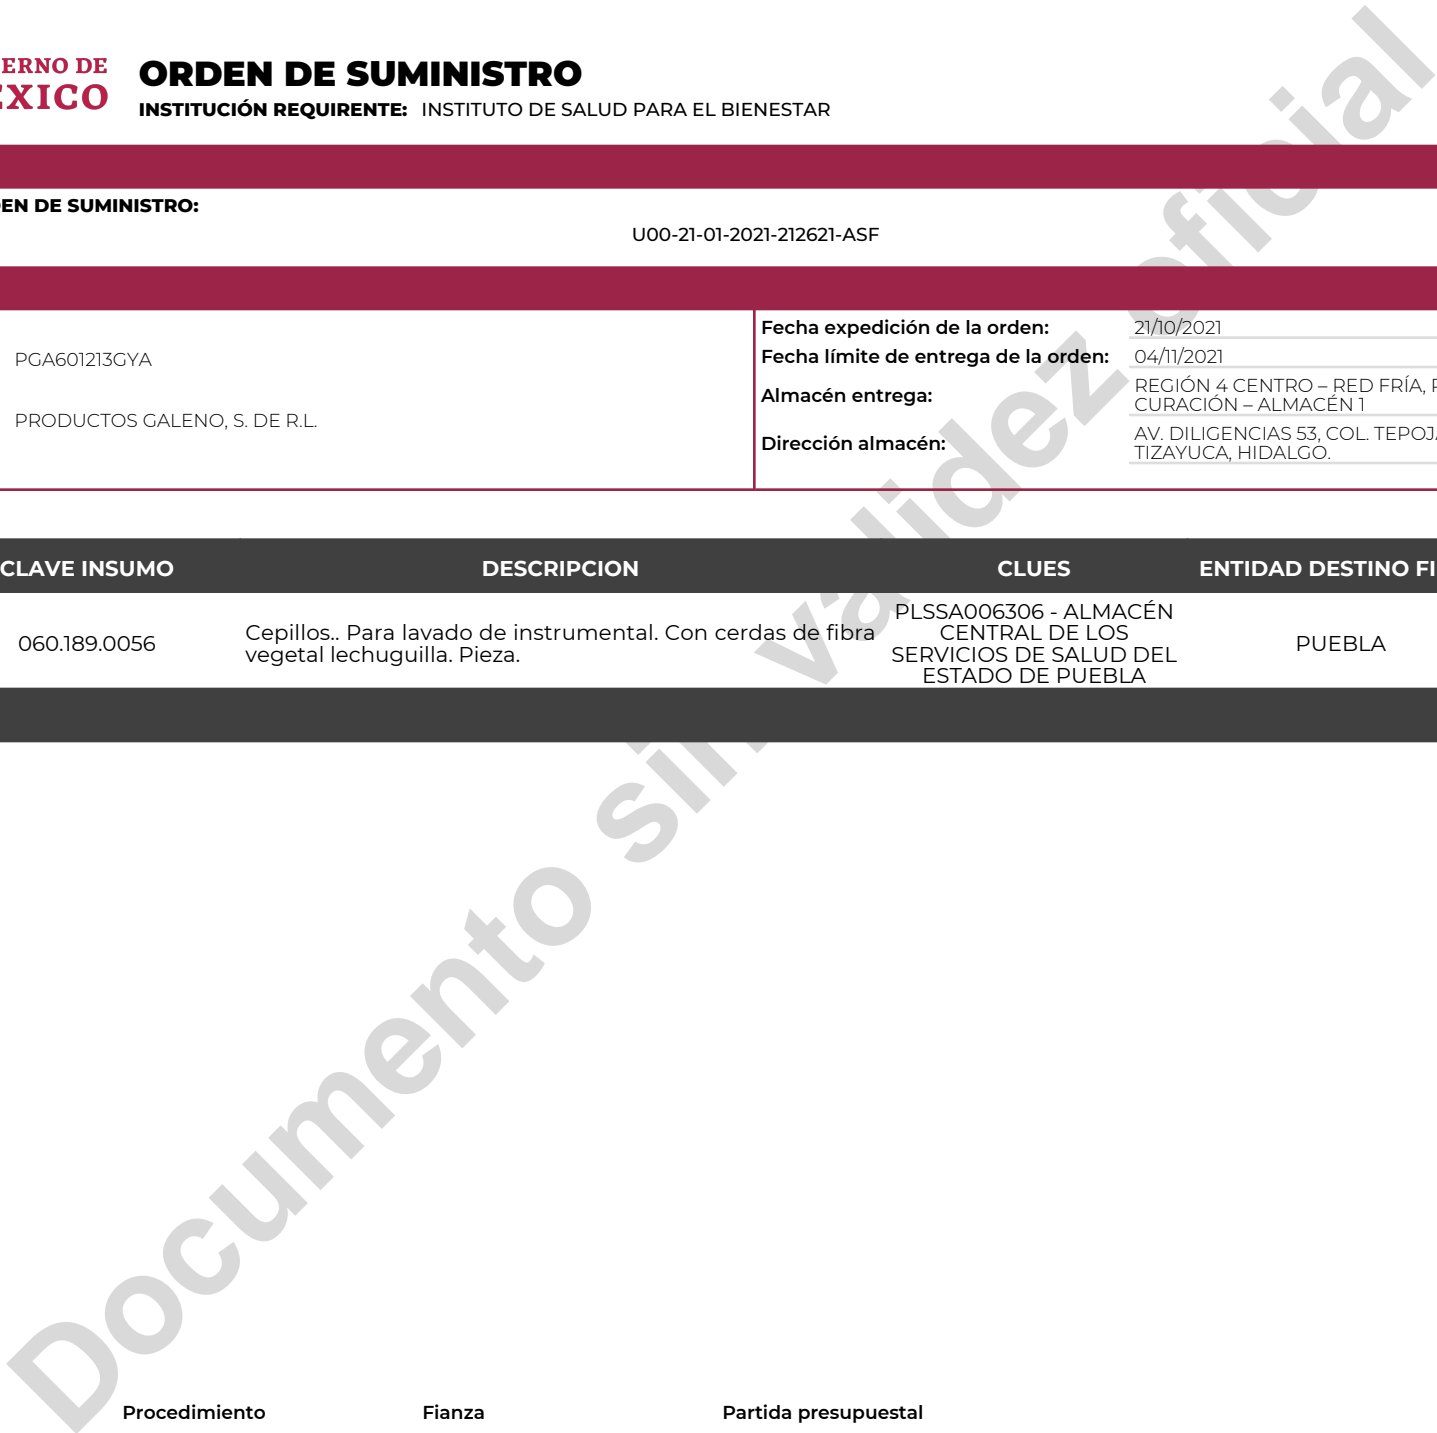 ERNO DE
EXICO
ORDEN DE SUMINISTRO
INSTITUCIÓN REQUIRENTE: INSTITUTO DE SALUD PARA EL BIENESTAR
EN DE SUMINISTRO:
U00-21-01-2021-212621-ASF
PGA601213GYA
PRODUCTOS GALENO, S. DE R.L.
Fecha expedición de la orden: 21/10/2021
Fecha límite de entrega de la orden: 04/11/2021
Almacén entrega: REGIÓN 4 CENTRO – RED FRÍA,
CURACIÓN – ALMACÉN 1
Dirección almacén: AV. DILIGENCIAS 53, COL. TEPOJA
TIZAYUCA, HIDALGO.
CLAVE INSUMO DESCRIPCION CLUES ENTIDAD DESTINO FI
060.189.0056
Cepillos.. Para lavado de instrumental. Con cerdas de fibra
vegetal lechuguilla. Pieza.
PLSSA006306 - ALMACÉN
CENTRAL DE LOS
SERVICIOS DE SALUD DEL
ESTADO DE PUEBLA
PUEBLA
Documento sin validez oficial
Procedimiento Fianza Partida presupuestal